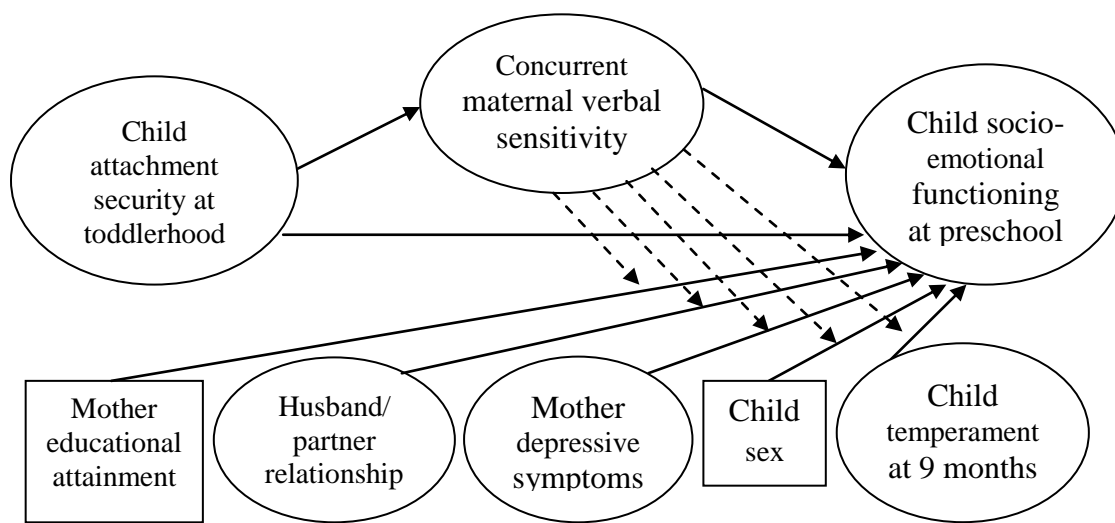 Child
attachment
security at
toddlerhood
Concurrent
maternal verbal
sensitivity
Child socio-
emotional
functioning
at preschool
Mother
educational
attainment
Husband/
partner
relationship
Mother
depressive
symptoms
Child
sex
Child
temperament
at 9 months